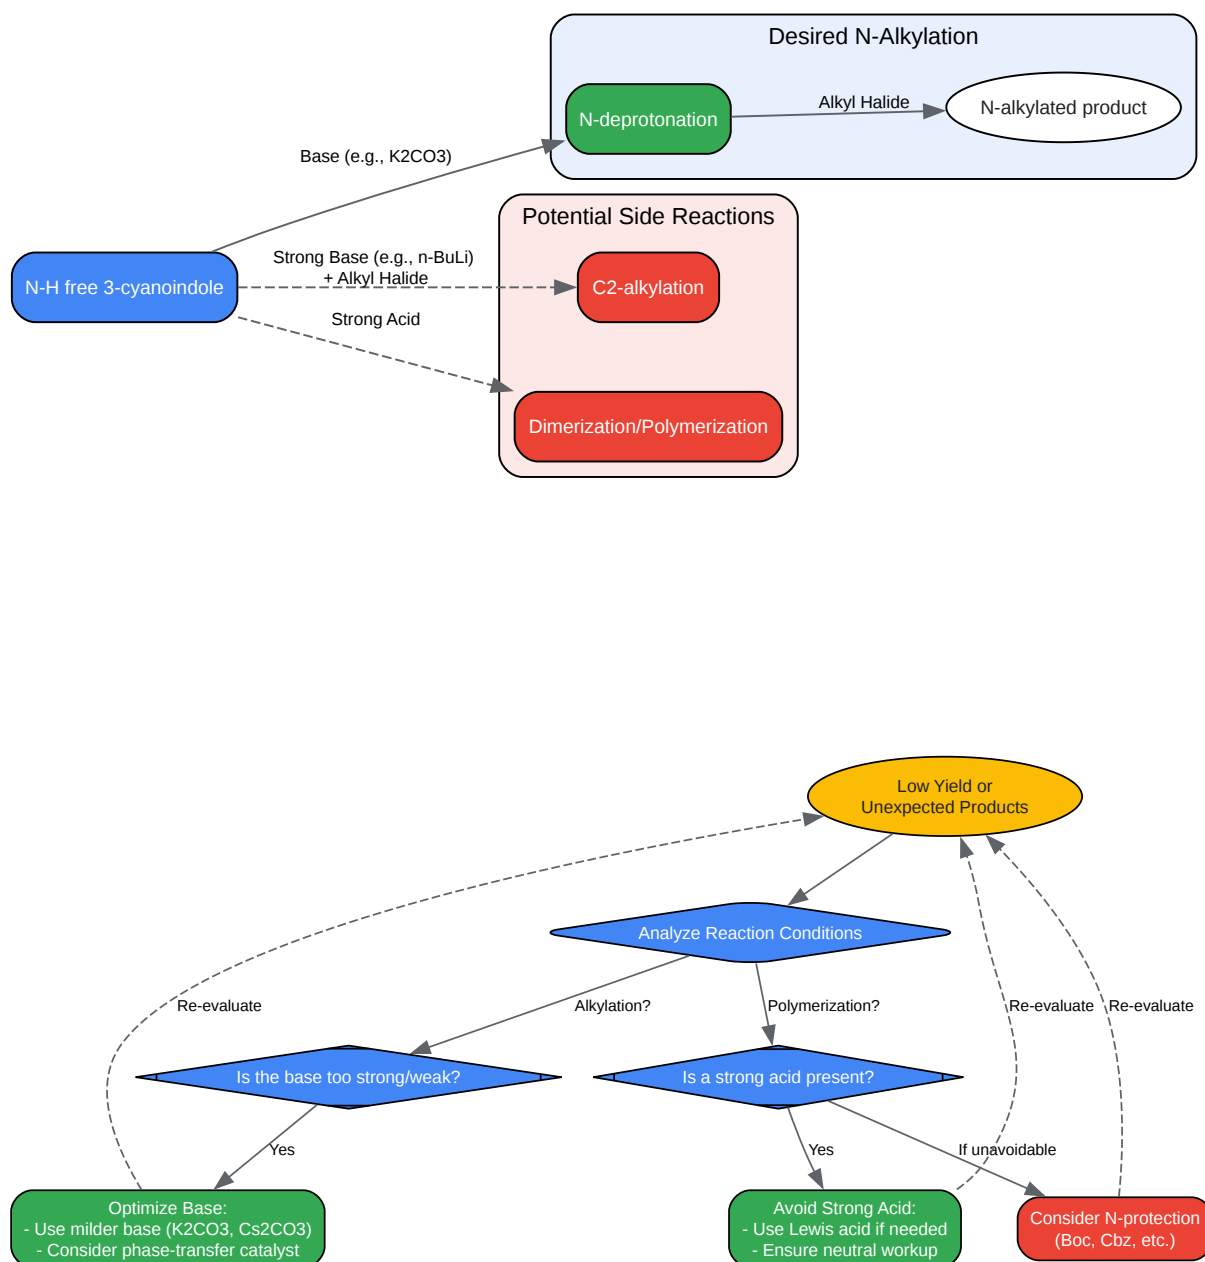 Desired N-Alkylation
N-deprotonation
Alkyl Halide
N-alkylated product
Base (e.g., K2CO3)
Potential Side Reactions
N-H free 3-cyanoindole
Strong Base (e.g., n-BuLi)
+ Alkyl Halide
C2-alkylation
Strong Acid
Dimerization/Polymerization
Low Yield or
Unexpected Products
Analyze Reaction Conditions
Re-evaluate
Alkylation?
Polymerization?
Re-evaluate
Re-evaluate
Is the base too strong/weak?
Is a strong acid present?
Yes
Yes
If unavoidable
Optimize Base:
- Use milder base (K2CO3, Cs2CO3)
- Consider phase-transfer catalyst
Avoid Strong Acid:
- Use Lewis acid if needed
- Ensure neutral workup
Consider N-protection
(Boc, Cbz, etc.)